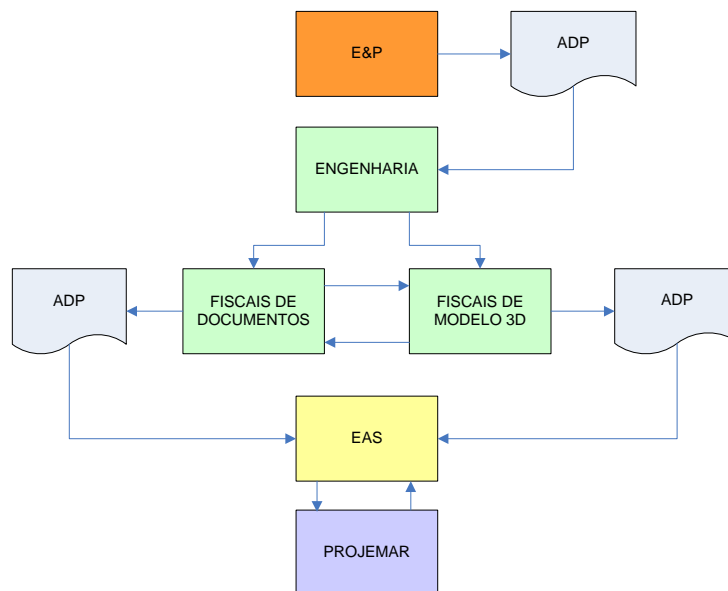 E&P
ADP
ENGENHARIA
ADP
FISCAIS DE
DOCUMENTOS
FISCAIS DE
MODELO 3D
ADP
EAS
PROJEMAR